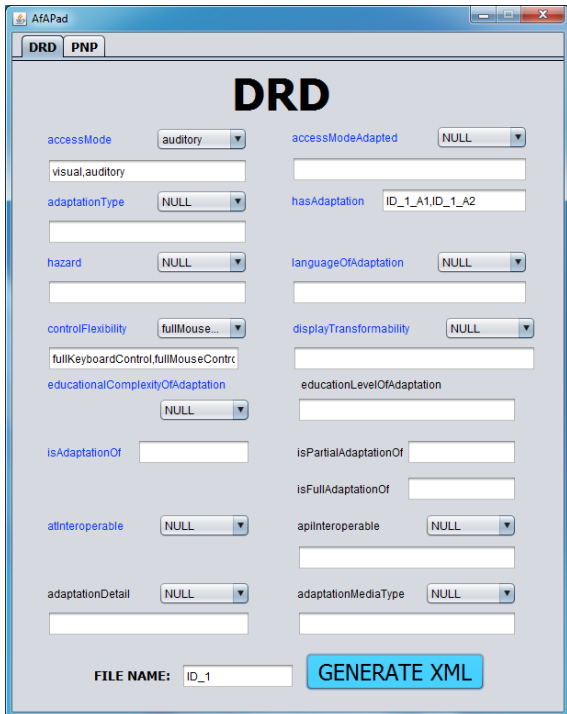 AfAPad
DRD PNP
DRD
accessMode auditory accessModeAdapted NULL
visual,auditory
adaptationType NULL hasAdaptation ID_1_A1,ID_1_A2
hazard NULL languageOfAdaptation NULL
controlFlexibility fullMouse... displayTransformability NULL
fullKeyboardControl,fullMouseContro
educationalComplexityOfAdaptation educationLevelOfAdaptation
NULL
isAdaptationOf isPartialAdaptationOf
isFullAdaptationOf
atInteroperable NULL apiInteroperable NULL
adaptationDetail NULL adaptationMediaType NULL
FILE NAME: ID_1 GENERATE XML